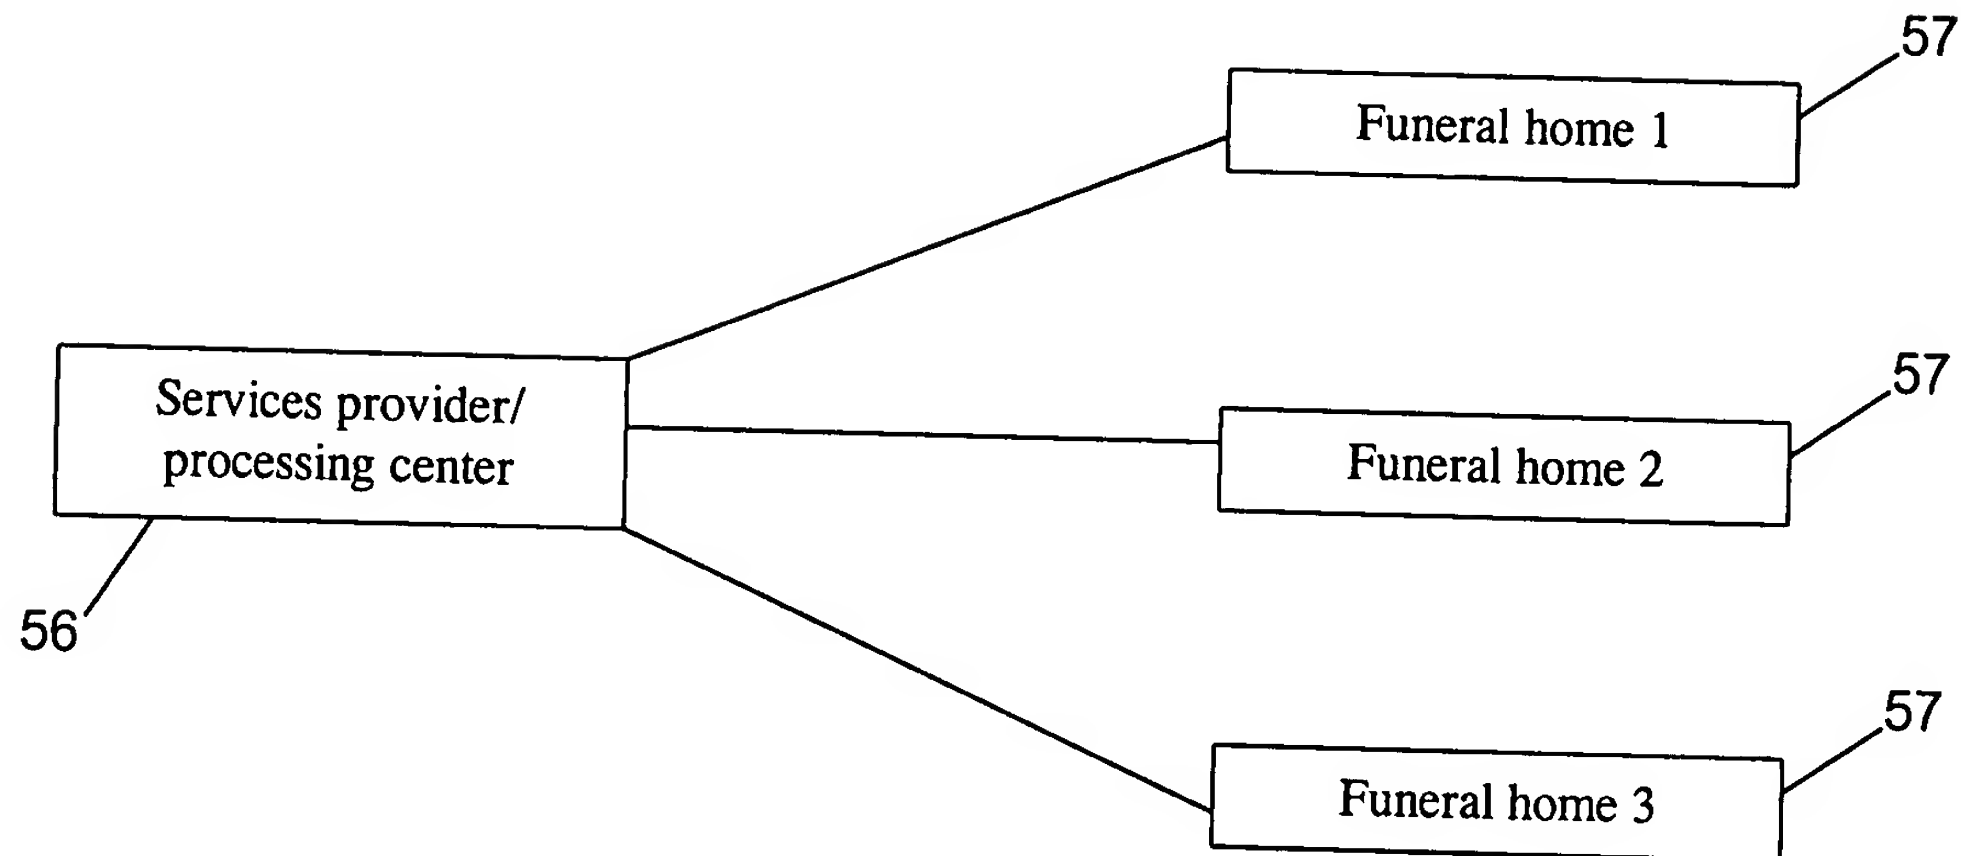 57
Funeral home 1
57
Services provider/
processing center
Funeral home 2
56
57
Funeral home 3